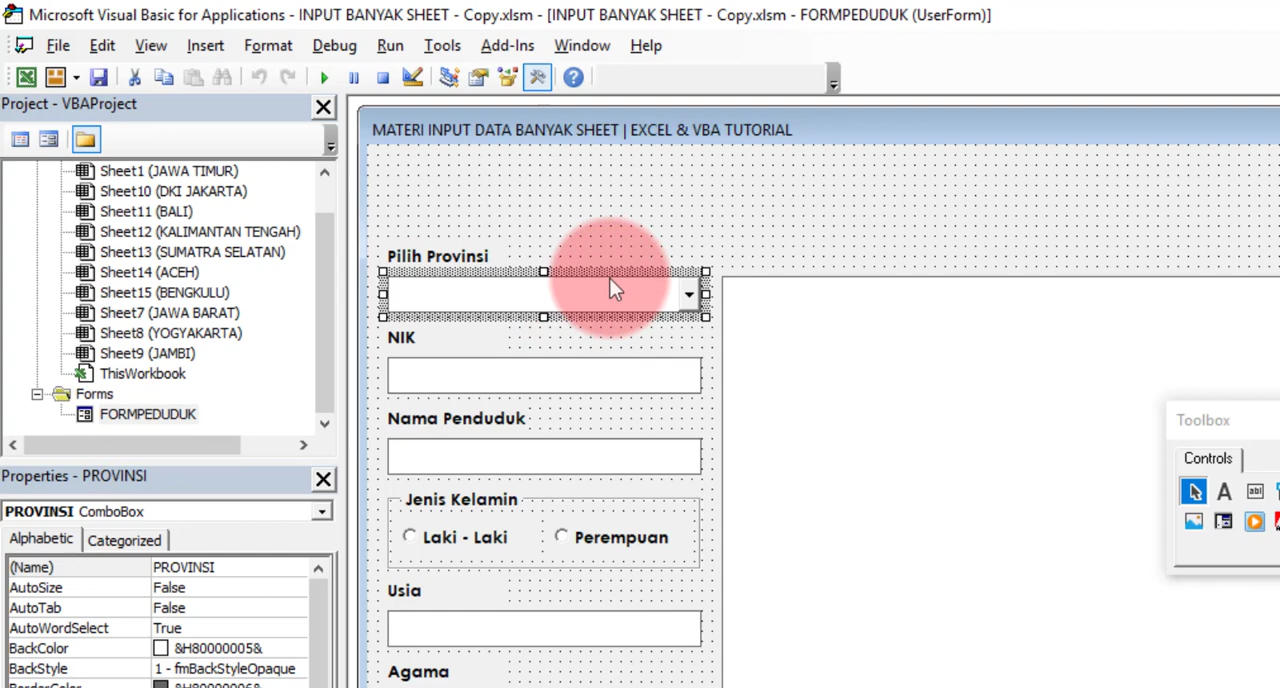 Microsoft Visual Basic for Applications - INPUT BANYAK SHEET - Copy.xlsm - [INPUT BANYAK SHEET - Copy.xlsm - FORMPEDUDUK (UserForm)]
File Edit View Insert Format Debug Run Tools Add-Ins Window Help
Project - VBAProject
Sheet1 (JAWA TIMUR)
Sheet10 (DKI JAKARTA)
Sheet11 (BALI)
Sheet12 (KALIMANTAN TENGAH)
Sheet13 (SUMATRA SELATAN)
Sheet14 (ACEH)
Sheet15 (BENGKULU)
Sheet7 (JAWA BARAT)
Sheet8 (YOGYAKARTA)
Sheet9 (JAMBI)
ThisWorkbook
Forms
FORMPEDUDUK
Properties - PROVINSI
PROVINSI ComboBox
Alphabetic Categorized
(Name) PROVINSI
AutoSize False
AutoTab False
AutoWordSelect True
BackColor &H80000005&
BackStyle 1 - fmBackStyleOpaque
BorderColor &H80000006&
MATERI INPUT DATA BANYAK SHEET | EXCEL & VBA TUTORIAL
Pilih Provinsi
NIK
Nama Penduduk
Jenis Kelamin
Laki - Laki Perempuan
Usia
Agama
Toolbox
Controls
A abl